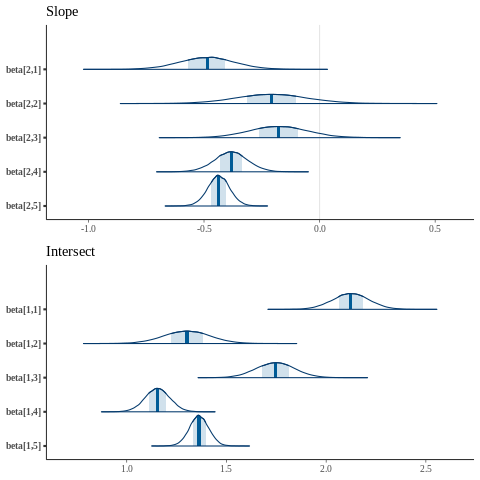 Slope
beta[2,1]
beta[2,2]
beta[2,3]
beta[2,4]
beta[2,5]
-1.0 -0.5 0.0 0.5
Intersect
beta[1,1]
beta[1,2]
beta[1,3]
beta[1,4]
beta[1,5]
1.0 1.5 2.0 2.5